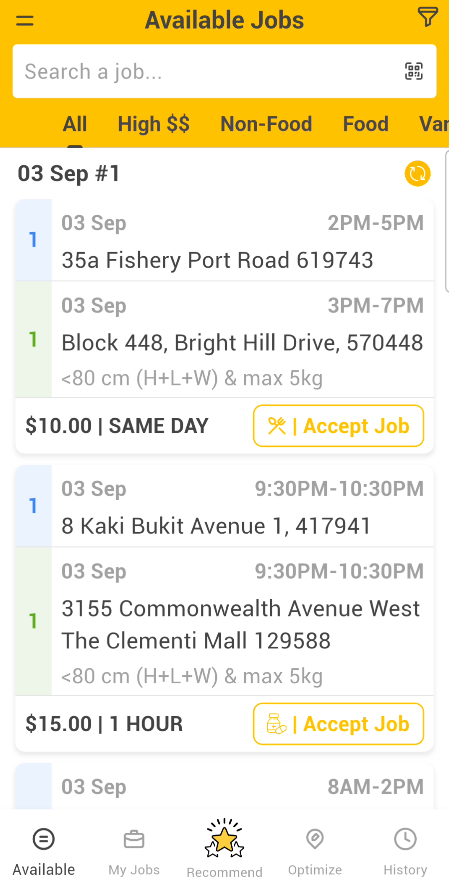 Available Jobs
Search a job...
All High $$ Non-Food Food Var
03 Sep #1
1
03 Sep 2PM-5PM
35a Fishery Port Road 619743
1
03 Sep 3PM-7PM
Block 448, Bright Hill Drive, 570448
<80 cm (H+L+W) & max 5kg
$10.00 | SAME DAY | Accept Job
1
03 Sep 9:30PM-10:30PM
8 Kaki Bukit Avenue 1, 417941
1
03 Sep 9:30PM-10:30PM
3155 Commonwealth Avenue West
The Clementi Mall 129588
<80 cm (H+L+W) & max 5kg
$15.00 | 1 HOUR | Accept Job
03 Sep 8AM-2PM
Available My Jobs Recommend Optimize History